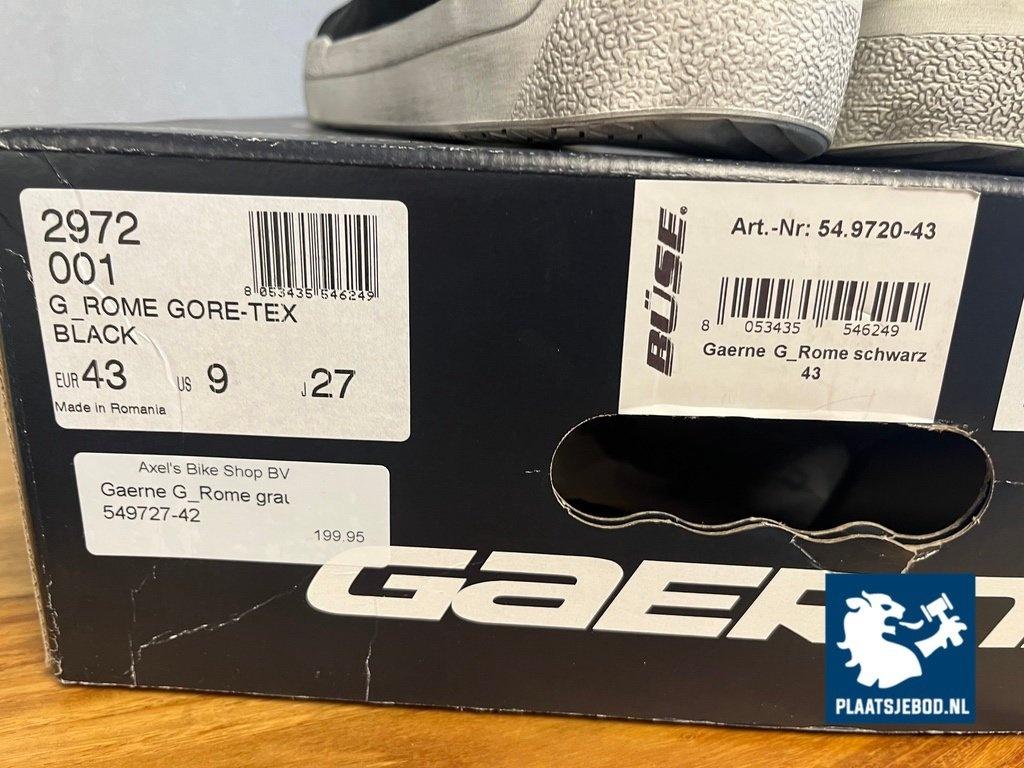 2972
001
8 053435 546249
G_ROME GORE-TEX
BLACK
EUR 43 US 9 J 27
Made in Romania
BÜSE®
Art.-Nr: 54.9720-43
8 053435 546249
Gaerne G_Rome schwarz
43
Axel's Bike Shop BV
Gaerne G_Rome grau
549727-42
199.95
GAER
PLAATSJEBOD.NL